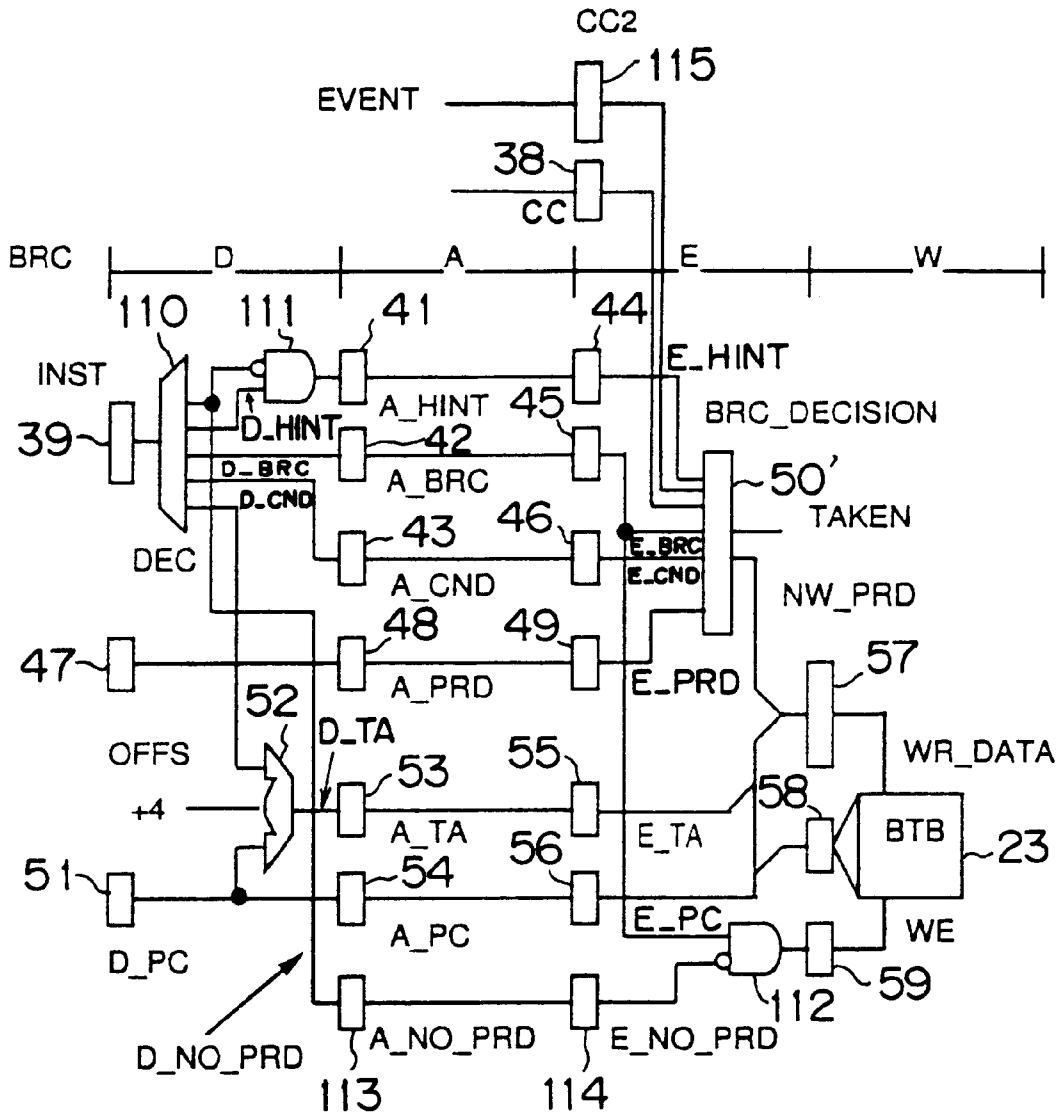 CC2
115
EVENT
38
CC
BRC D A E W
110 111 41 44
INST
E_HINT
A_HINT 45
BRC_DECISION
39 D_HINT 42
D_BRC
A_BRC
50'
D_CND
43 46 TAKEN
DEC
E_BRC
A_CND
E_CND
NW_PRD
48 49
47
57
A_PRD
E_PRD
52
D_TA
OFFS
53 55 WR_DATA
58
+4
A_TA E_TA
BTB
23
51 54 56
A_PC E_PC WE
D_PC
59
112
A_NO_PRD E_NO_PRD
D_NO_PRD
113 114